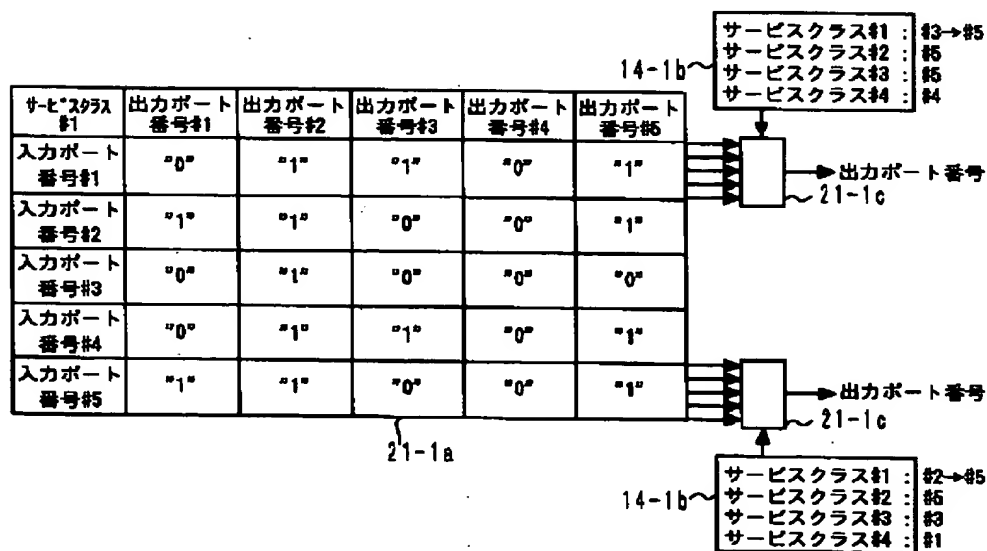 サービスクラス#1 : #3→#5
サービスクラス#2 : #5
サービスクラス#3 : #5
サービスクラス#4 : #4
14-1b
サービスクラス #1 出力ポート番号#1 出力ポート番号#2 出力ポート番号#3 出力ポート番号#4 出力ポート番号#5
入力ポート番号#1 "0" "1" "1" "0" "1"
出力ポート番号
21-1c
入力ポート番号#2 "1" "1" "0" "0" "1"
入力ポート番号#3 "0" "1" "0" "0" "0"
入力ポート番号#4 "0" "1" "1" "0" "1"
入力ポート番号#5 "1" "1" "0" "0" "1"
出力ポート番号
21-1c
21-1a
14-1b
サービスクラス#1 : #2→#5
サービスクラス#2 : #5
サービスクラス#3 : #3
サービスクラス#4 : #1